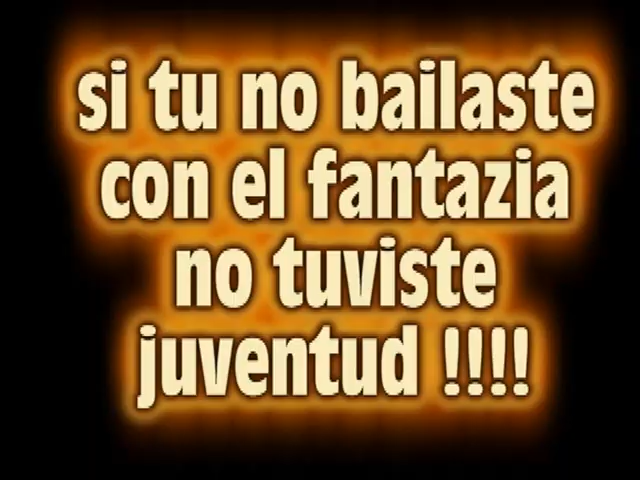 si tu no bailaste
con el fantazia
no tuviste
juventud !!!!